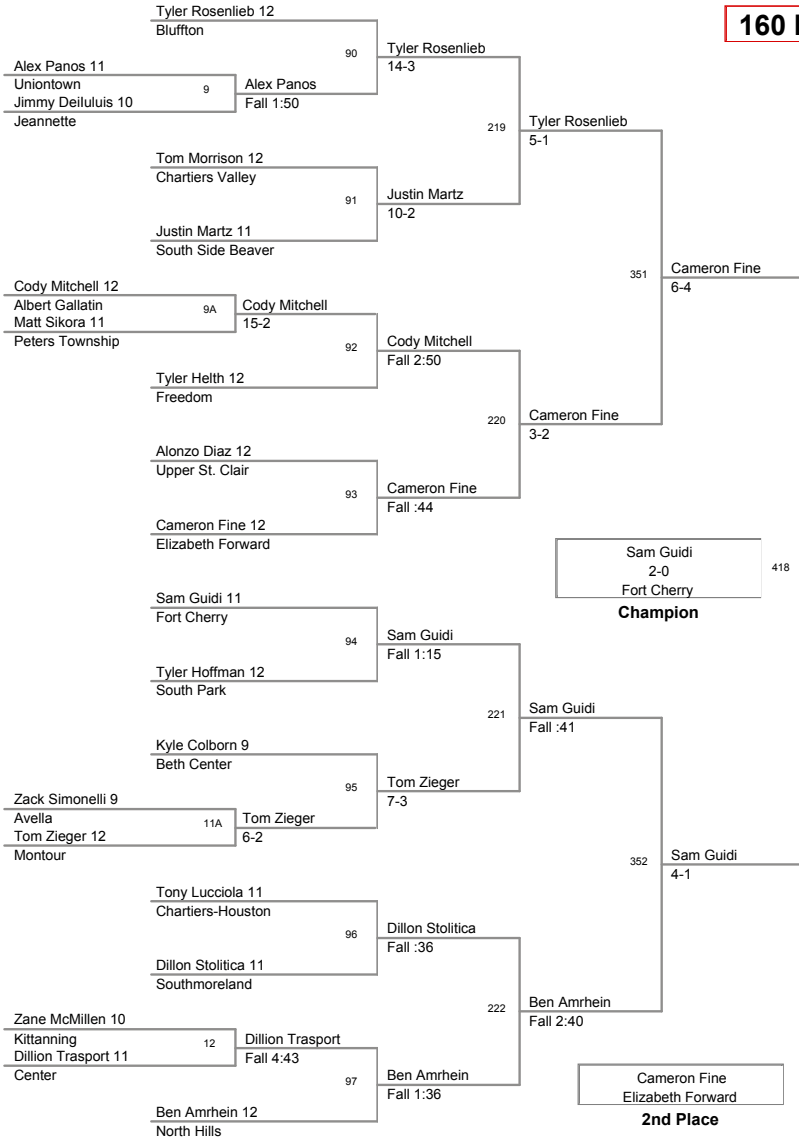 160
Tyler Rosenlieb 12
Bluffton
90
Tyler Rosenlieb
14-3
Alex Panos 11
Uniontown
9
Alex Panos
Jimmy Deiluluis 10
Fall 1:50
Jeannette
219
Tyler Rosenlieb
5-1
Tom Morrison 12
Chartiers Valley
91
Justin Martz
10-2
Justin Martz 11
South Side Beaver
351
Cameron Fine
6-4
Cody Mitchell 12
Albert Gallatin
9A
Cody Mitchell
Matt Sikora 11
15-2
Peters Township
92
Cody Mitchell
Fall 2:50
Tyler Helth 12
Freedom
220
Cameron Fine
3-2
Alonzo Diaz 12
Upper St. Clair
93
Cameron Fine
Fall :44
Cameron Fine 12
Elizabeth Forward
Sam Guidi
2-0
418
Fort Cherry
Champion
Sam Guidi 11
Fort Cherry
94
Sam Guidi
Fall 1:15
Tyler Hoffman 12
South Park
221
Sam Guidi
Fall :41
Kyle Colborn 9
Beth Center
95
Tom Zieger
7-3
Zack Simonelli 9
Avella
11A
Tom Zieger
Tom Zieger 12
6-2
Montour
352
Sam Guidi
4-1
Tony Lucciola 11
Chartiers-Houston
96
Dillon Stolitica
Fall :36
Dillon Stolitica 11
Southmoreland
222
Ben Amrhein
Fall 2:40
Zane McMillen 10
Kittanning
12
Dillion Trasport
Dillion Trasport 11
Fall 4:43
Center
97
Ben Amrhein
Fall 1:36
Ben Amrhein 12
North Hills
Cameron Fine
Elizabeth Forward
2nd Place